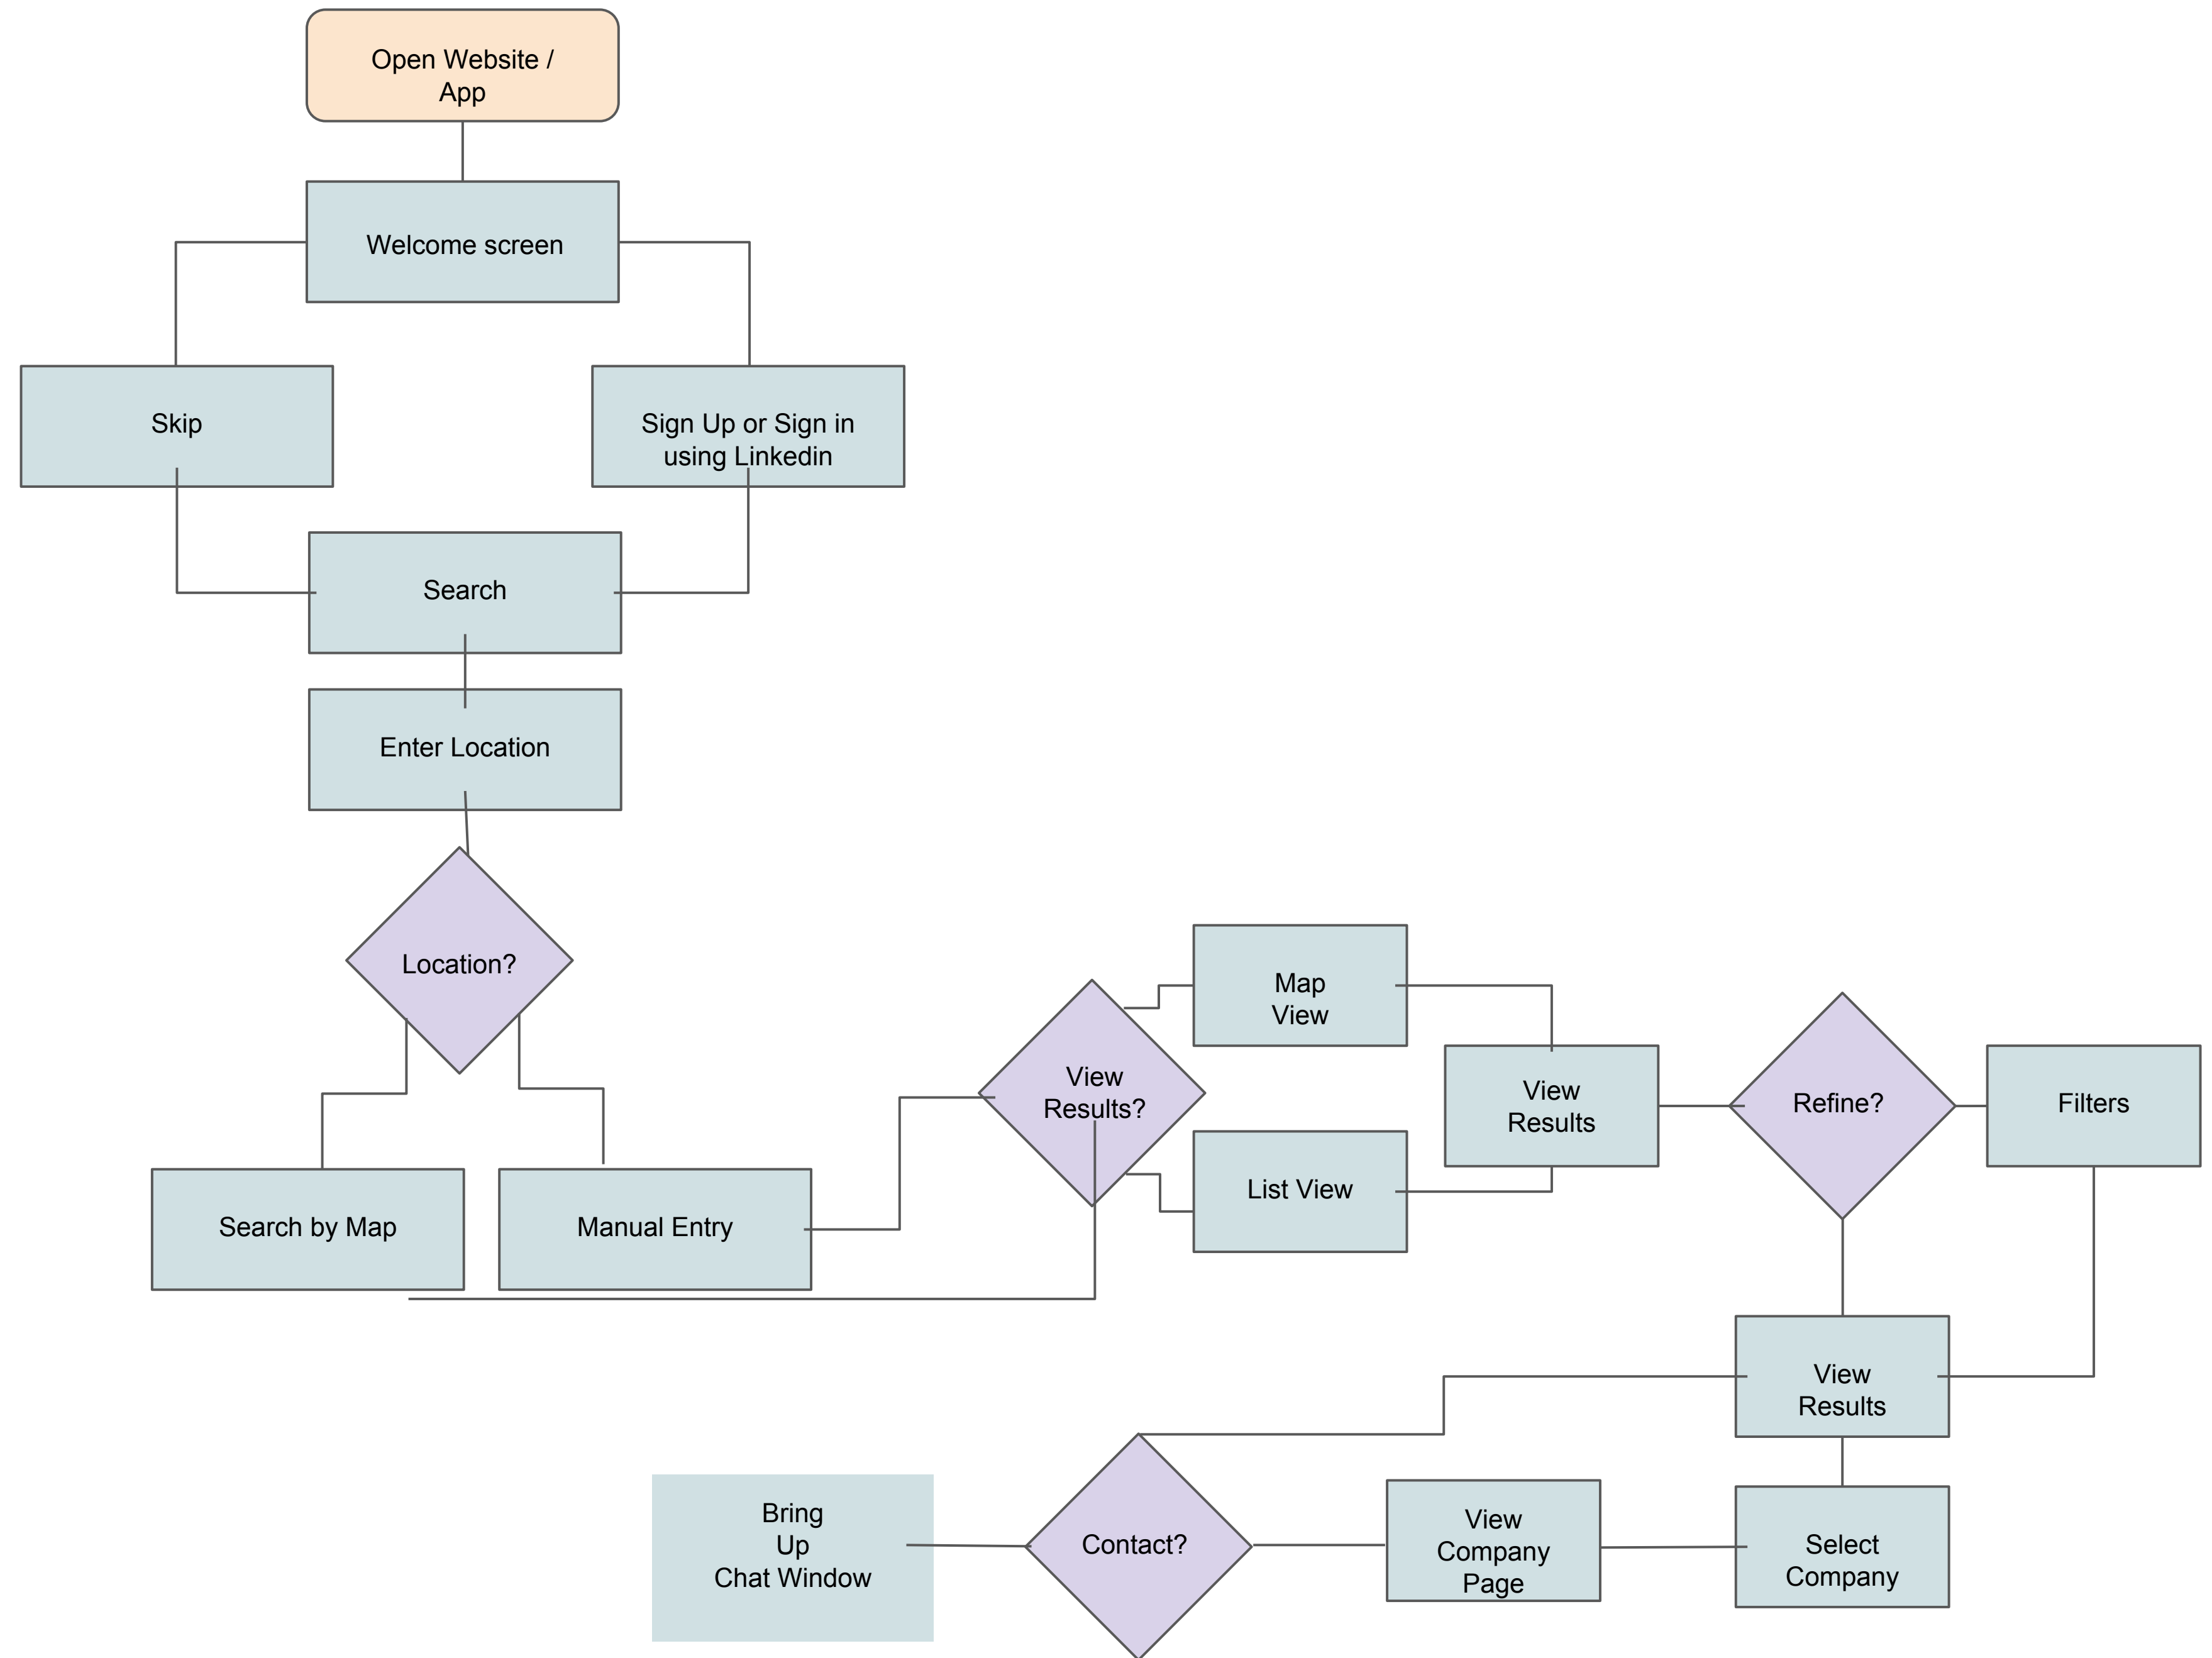 Open Website /
App
Welcome screen
Skip
Sign Up or Sign in
using Linkedin
Search
Enter Location
Location?
Search by Map
Manual Entry
View
Results?
Map
View
List View
View
Results
Refine?
Filters
View
Results
Select
Company
View
Company
Page
Contact?
Bring
Up
Chat Window